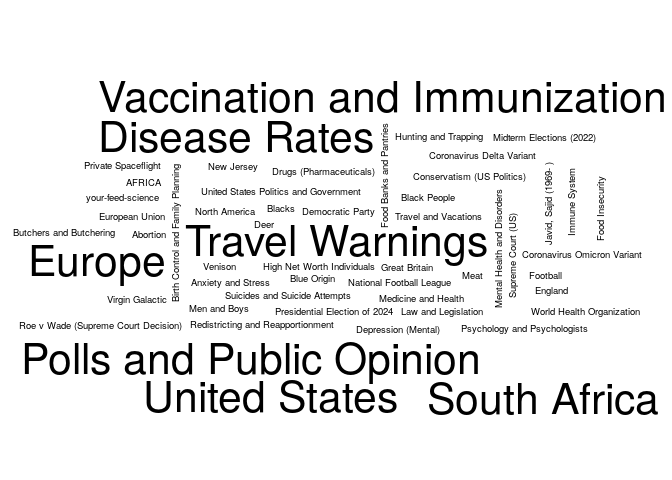 Vaccination and Immunization
Disease Rates
Food Banks and Pantries
Hunting and Trapping
Midterm Elections (2022)
Coronavirus Delta Variant
Private Spaceflight
New Jersey
Drugs (Pharmaceuticals)
Conservatism (US Politics)
AFRICA
your-feed-science
Birth Control and Family Planning
United States Politics and Government
Black People
Mental Health and Disorders
Supreme Court (US)
Javid, Sajid (1969- )
Immune System
Food Insecurity
European Union
North America
Blacks
Democratic Party
Travel and Vacations
Butchers and Butchering
Abortion
Deer
Travel Warnings
Europe
Coronavirus Omicron Variant
Venison
High Net Worth Individuals
Great Britain
Meat
Football
Anxiety and Stress
Blue Origin
National Football League
England
Virgin Galactic
Suicides and Suicide Attempts
Medicine and Health
Men and Boys
Presidential Election of 2024
Law and Legislation
World Health Organization
Roe v Wade (Supreme Court Decision)
Redistricting and Reapportionment
Depression (Mental)
Psychology and Psychologists
Polls and Public Opinion
United States
South Africa